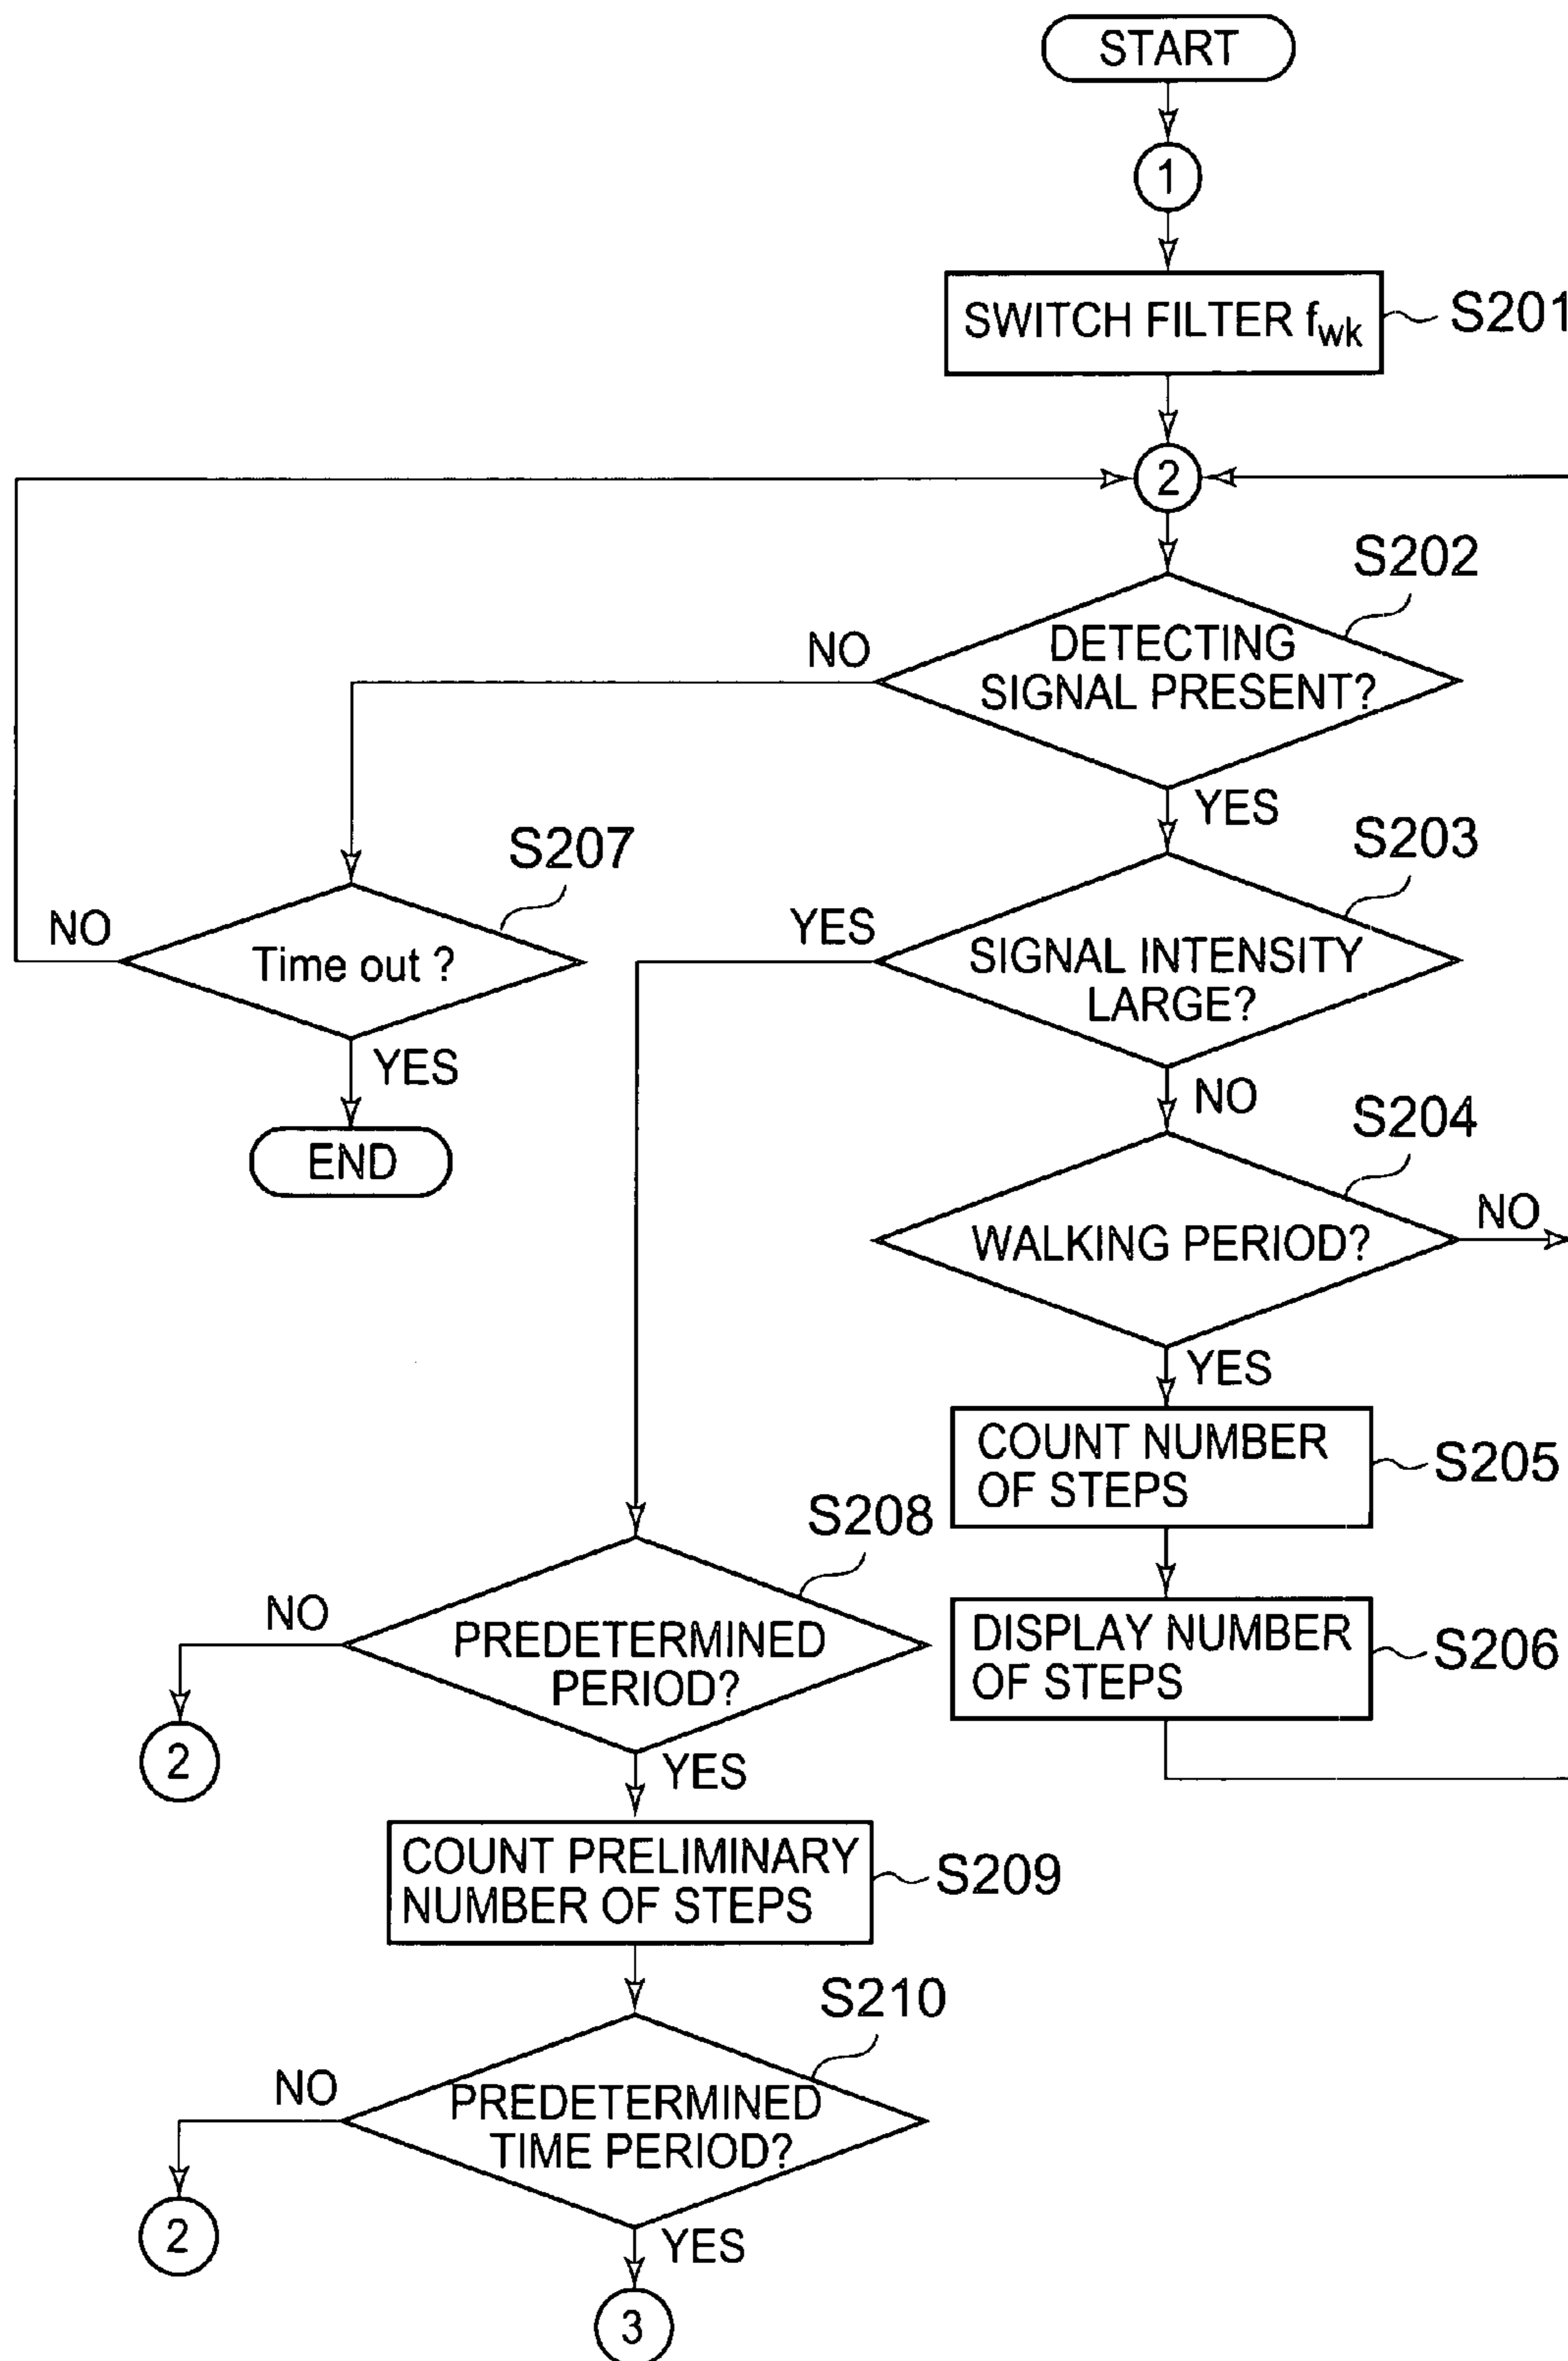 START
1
SWITCH FILTER fwk
S201
2
S202
NO
DETECTING
SIGNAL PRESENT?
YES
S207
S203
NO
Time out ?
YES
SIGNAL INTENSITY
LARGE?
YES
NO
END
S204
WALKING PERIOD?
NO
YES
COUNT NUMBER
OF STEPS
S205
S208
NO
PREDETERMINED
PERIOD?
DISPLAY NUMBER
OF STEPS
S206
2
YES
COUNT PRELIMINARY
NUMBER OF STEPS
S209
S210
NO
PREDETERMINED
TIME PERIOD?
2
YES
3